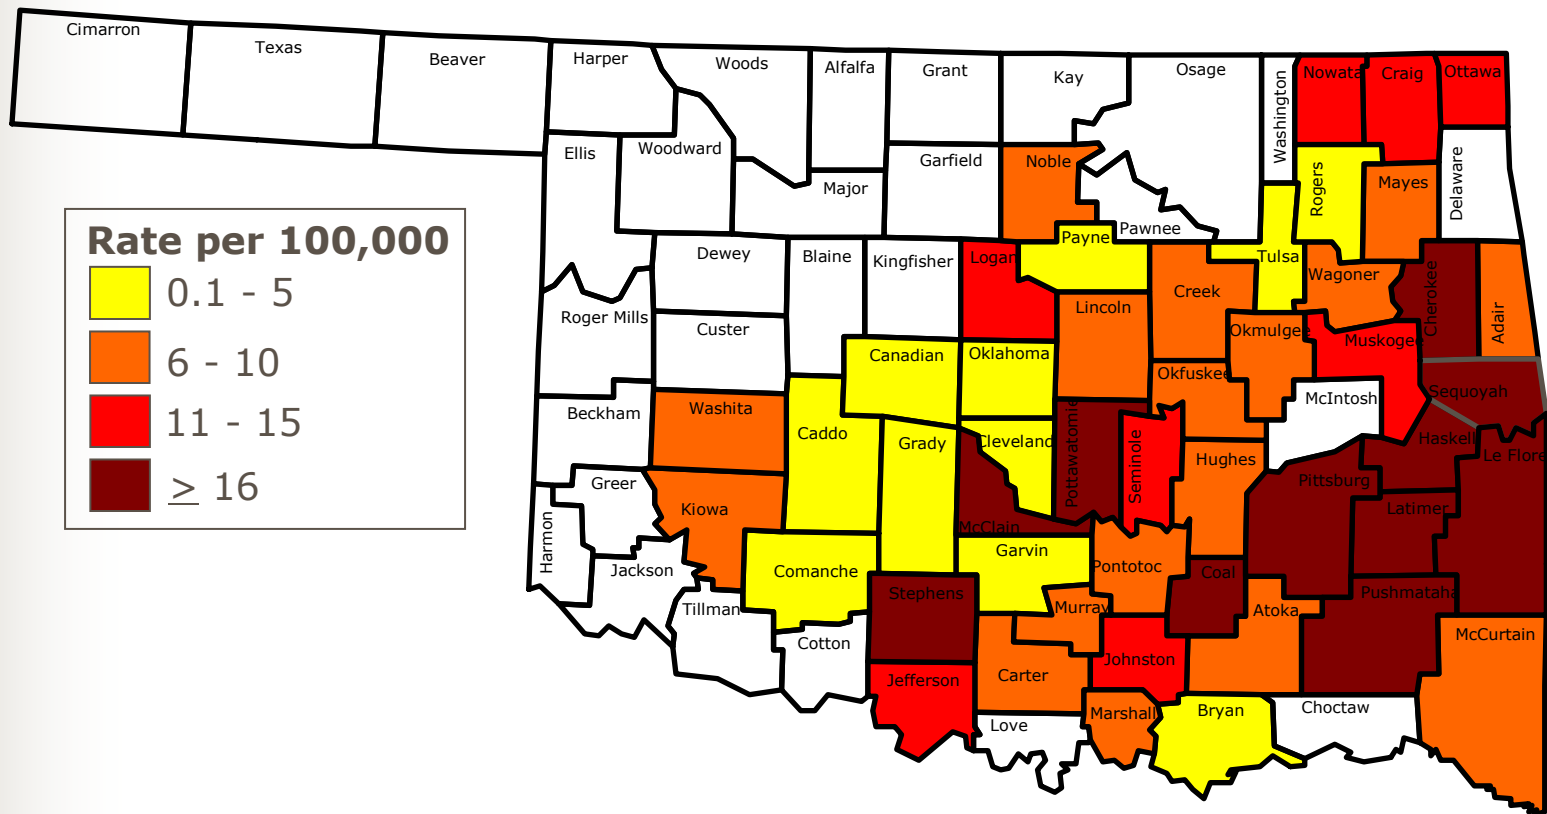 Cimarron
Texas
Beaver
Harper
Woods
Alfalfa
Grant
Kay
Osage
Washington
Nowata
Craig
Ottawa
Ellis
Woodward
Major
Garfield
Noble
Pawnee
Rogers
Mayes
Delaware
Rate per 100,000
0.1 - 5
6 - 10
11 - 15
≥ 16
Dewey
Blaine
Kingfisher
Logan
Payne
Tulsa
Wagoner
Cherokee
Adair
Roger Mills
Custer
Canadian
Oklahoma
Lincoln
Creek
Okmulgee
Muskogee
Sequoyah
Beckham
Washita
Caddo
Grady
Cleveland
Pottawatomie
Seminole
Okfuskee
Hughes
McIntosh
Haskell
Le Flore
Greer
Kiowa
McClain
Pittsburg
Latimer
Harmon
Jackson
Comanche
Garvin
Pontotoc
Coal
Pushmataha
Tillman
Stephens
Murray
Atoka
McCurtain
Cotton
Jefferson
Carter
Johnston
Love
Marshall
Bryan
Choctaw